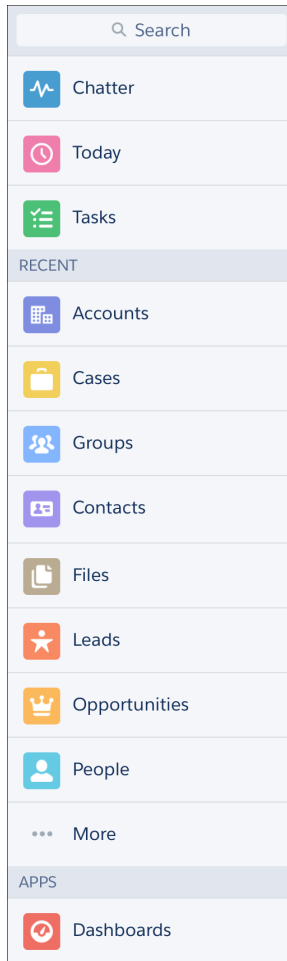 Search
Chatter
Today
Tasks
RECENT
Accounts
Cases
Groups
Contacts
Files
Leads
Opportunities
People
More
APPS
Dashboards